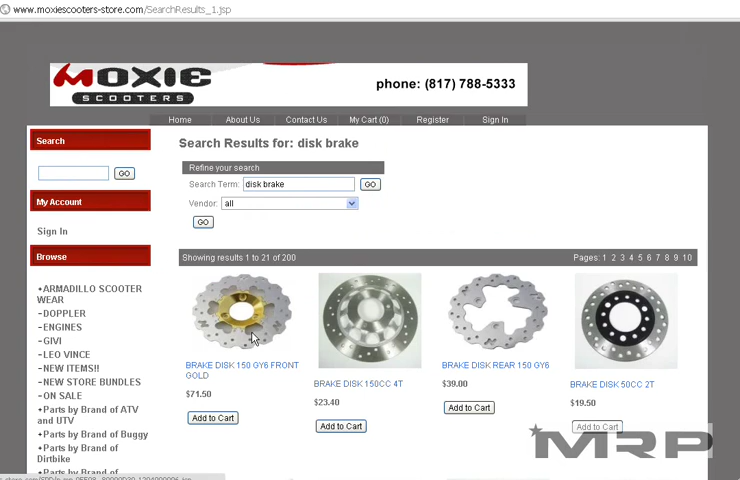 www.moxiescooters-store.com/SearchResults_1.jsp
MOXIE
SCOOTERS
phone: (817) 788-5333
Home About Us Contact Us My Cart (0) Register Sign In
Search
GO
My Account
Sign In
Browse
+ARMADILLO SCOOTER
WEAR
-DOPPLER
-ENGINES
-GIVI
-LEO VINCE
-NEW ITEMS!!
-NEW STORE BUNDLES
-ON SALE
+Parts by Brand of ATV
and UTV
+Parts by Brand of Buggy
+Parts by Brand of
Dirtbike
+Parts by Brand of
Search Results for: disk brake
Refine your search
Search Term: disk brake GO
Vendor: all
GO
Showing results 1 to 21 of 200 Pages: 1 2 3 4 5 6 7 8 9 10
BRAKE DISK 150 GY6 FRONT
GOLD
$71.50
Add to Cart
BRAKE DISK 150CC 4T
$23.40
Add to Cart
BRAKE DISK REAR 150 GY6
$39.00
Add to Cart
BRAKE DISK 50CC 2T
$19.50
Add to Cart
MRP